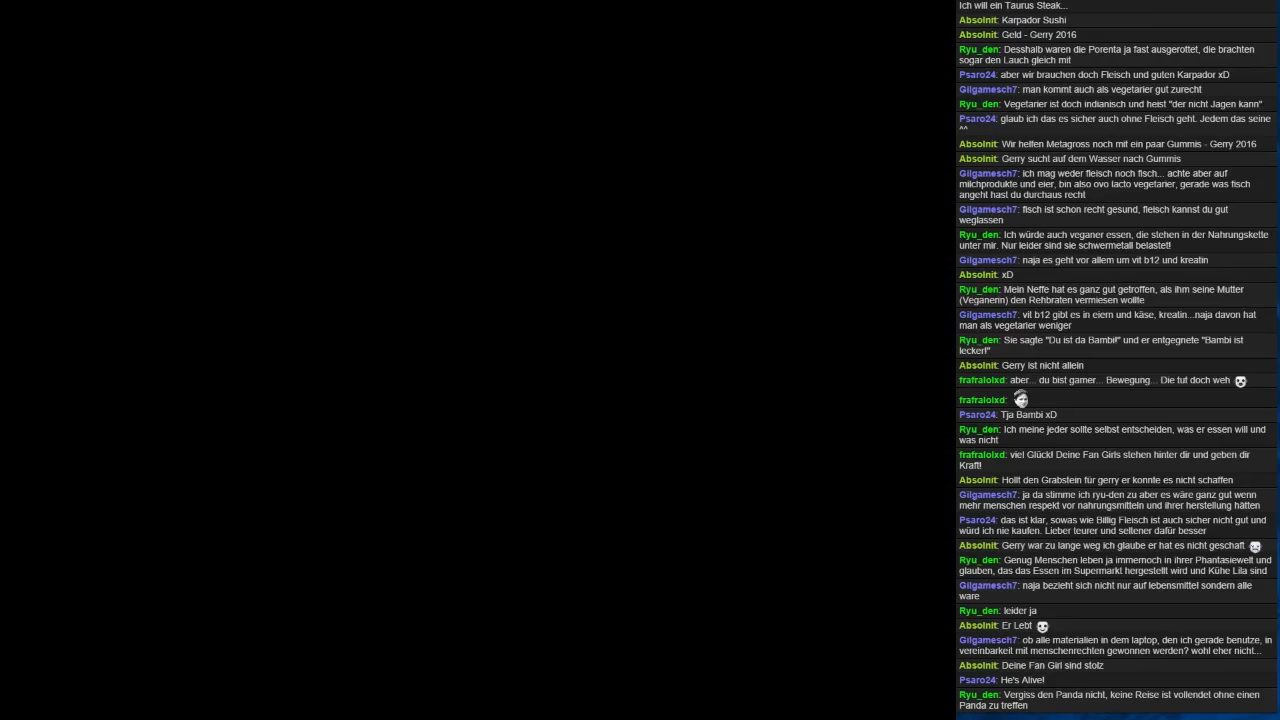 Ich will ein Taurus Steak...
Absolnit: Karpador Sushi
Absolnit: Geld - Gerry 2016
Ryu_den: Desshalb waren die Porenta ja fast ausgerottet, die brachten
sogar den Lauch gleich mit
Psaro24: aber wir brauchen doch Fleisch und guten Karpador xD
Gilgamesch7: man kommt auch als vegetarier gut zurecht
Ryu_den: Vegetarier ist doch indianisch und heist "der nicht Jagen kann"
Psaro24: glaub ich das es sicher auch ohne Fleisch geht. Jedem das seine
^^
Absolnit: Wir helfen Metagross noch mit ein paar Gummis - Gerry 2016
Absolnit: Gerry sucht auf dem Wasser nach Gummis
Gilgamesch7: ich mag weder fleisch noch fisch... achte aber auf
milchprodukte und eier, bin also ovo lacto vegetarier, gerade was fisch
angeht hast du durchaus recht
Gilgamesch7: fisch ist schon recht gesund, fleisch kannst du gut
weglassen
Ryu_den: Ich würde auch veganer essen, die stehen in der Nahrungskette
unter mir. Nur leider sind sie schwermetall belastet!
Gilgamesch7: naja es geht vor allem um vit b12 und kreatin
Absolnit: xD
Ryu_den: Mein Neffe hat es ganz gut getroffen, als ihm seine Mutter
(Veganerin) den Rehbraten vermiesen wollte
Gilgamesch7: vit b12 gibt es in eiern und käse, kreatin...naja davon hat
man als vegetarier weniger
Ryu_den: Sie sagte "Du ist da Bambi!" und er entgegnete "Bambi ist
lecker!"
Absolnit: Gerry ist nicht allein
frafralolxd: aber... du bist gamer... Bewegung... Die tut doch weh
frafralolxd:
Psaro24: Tja Bambi xD
Ryu_den: Ich meine jeder sollte selbst entscheiden, was er essen will und
was nicht
frafralolxd: viel Glück! Deine Fan Girls stehen hinter dir und geben dir
Kraft!
Absolnit: Hollt den Grabstein für gerry er konnte es nicht schaffen
Gilgamesch7: ja da stimme ich ryu-den zu aber es wäre ganz gut wenn
mehr menschen respekt vor nahrungsmitteln und ihrer herstellung hätten
Psaro24: das ist klar, sowas wie Billig Fleisch ist auch sicher nicht gut und
würd ich nie kaufen. Lieber teurer und seltener dafür besser
Absolnit: Gerry war zu lange weg ich glaube er hat es nicht geschaft
Ryu_den: Genug Menschen leben ja immernoch in ihrer Phantasiewelt und
glauben, das das Essen im Supermarkt hergestellt wird und Kühe Lila sind
Gilgamesch7: naja bezieht sich nicht nur auf lebensmittel sondern alle
ware
Ryu_den: leider ja
Absolnit: Er Lebt
Gilgamesch7: ob alle materialien in dem laptop, den ich gerade benutze, in
vereinbarkeit mit menschenrechten gewonnen werden? wohl eher nicht...
Absolnit: Deine Fan Girl sind stolz
Psaro24: He's Alive!
Ryu_den: Vergiss den Panda nicht, keine Reise ist vollendet ohne einen
Panda zu treffen